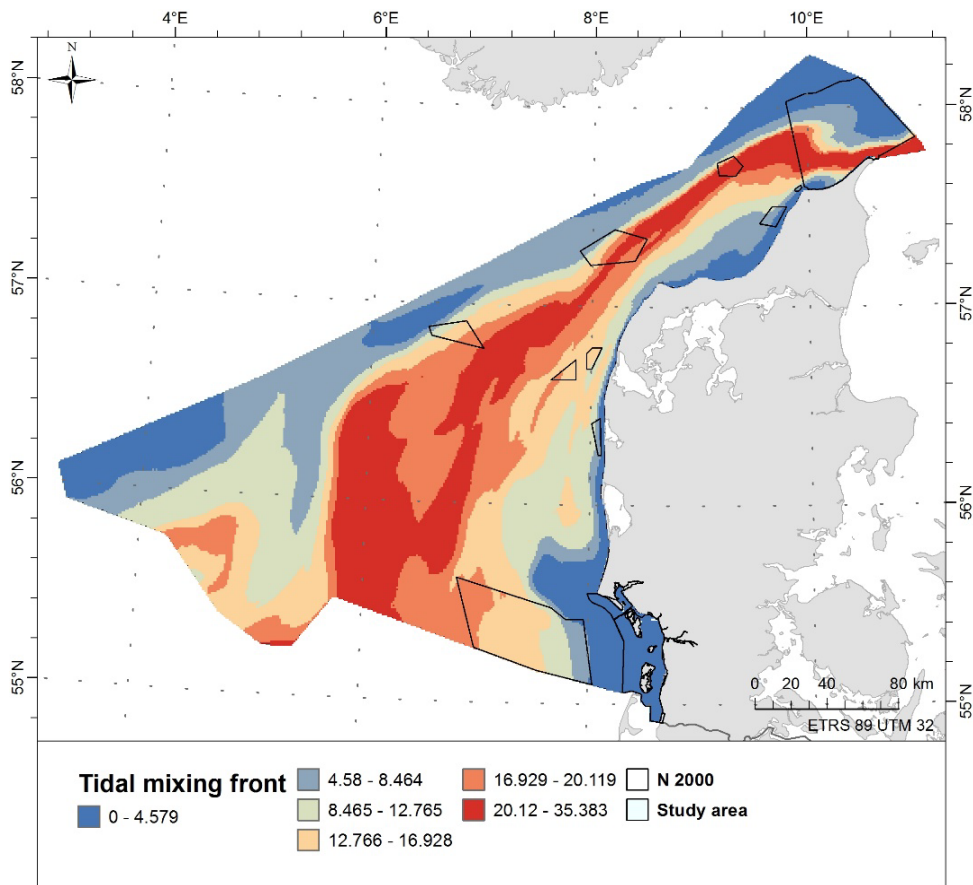 4°E 6°E 8°E 10°E
N
58°N 58°N
57°N 57°N
56°N 56°N
55°N 55°N
0 20 40 80 km
ETRS 89 UTM 32
Tidal mixing front
0 - 4.579
4.58 - 8.464
8.465 - 12.765
12.766 - 16.928
16.929 - 20.119
20.12 - 35.383
N 2000
Study area